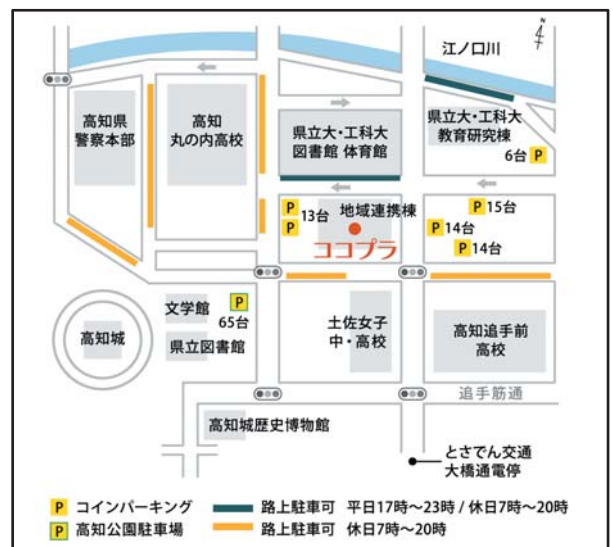 N
江ノ口川
高知県
警察本部
高知
丸の内高校
県立大・工科大
図書館 体育館
県立大・工科大
教育研究棟
6台 P
P
P
13台
地域連携棟
ココプラ
P 15台
P 14台
P 14台
文学館
P
65台
県立図書館
高知城
土佐女子
中・高校
高知追手前
高校
追手筋通
高知城歴史博物館
とさでん交通
大橋通電停
P コインパーキング
路上駐車可 平日17時～23時 / 休日7時～20時
P 高知公園駐車場
路上駐車可 休日7時～20時